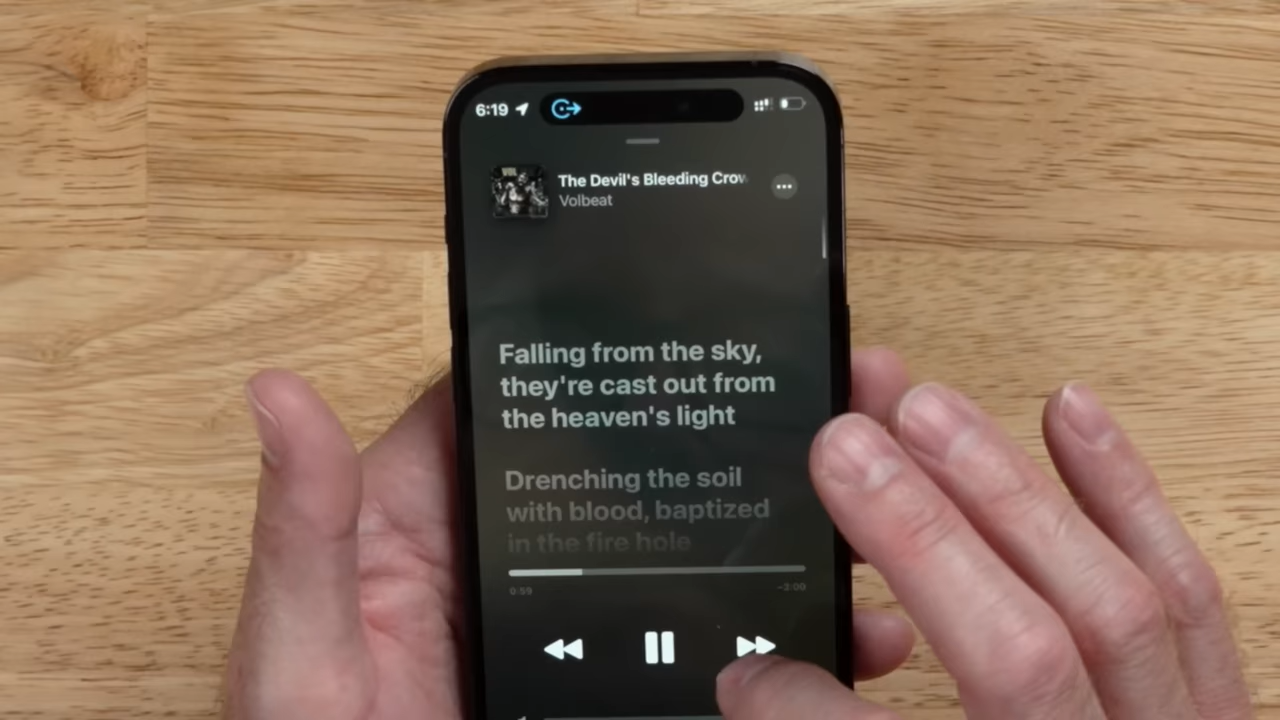 6:19
VOL
The Devil's Bleeding Crow
Volbeat
Falling from the sky,
they're cast out from
the heaven's light
Drenching the soil
with blood, baptized
in the fire hole
0:59
-2:00